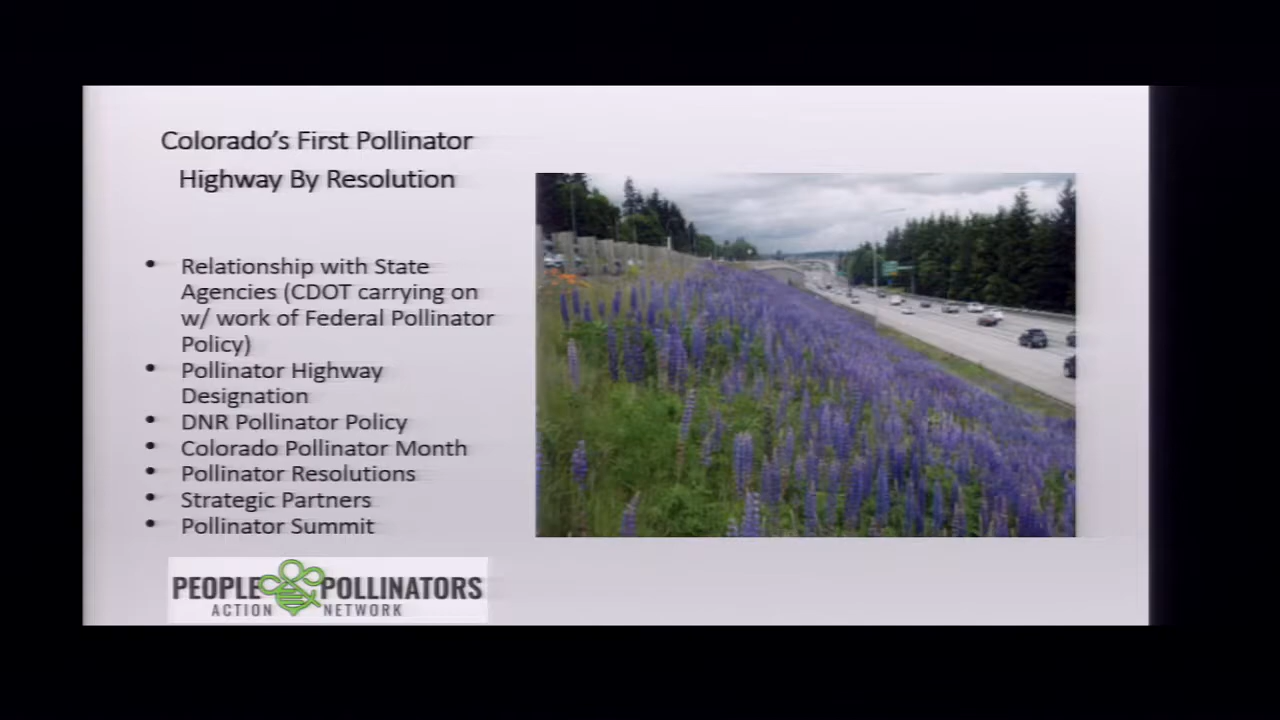 Colorado’s First Pollinator
Highway By Resolution
• Relationship with State
Agencies (CDOT carrying on
w/ work of Federal Pollinator
Policy)
• Pollinator Highway
Designation
• DNR Pollinator Policy
• Colorado Pollinator Month
• Pollinator Resolutions
• Strategic Partners
• Pollinator Summit
PEOPLE POLLINATORS
ACTION NETWORK